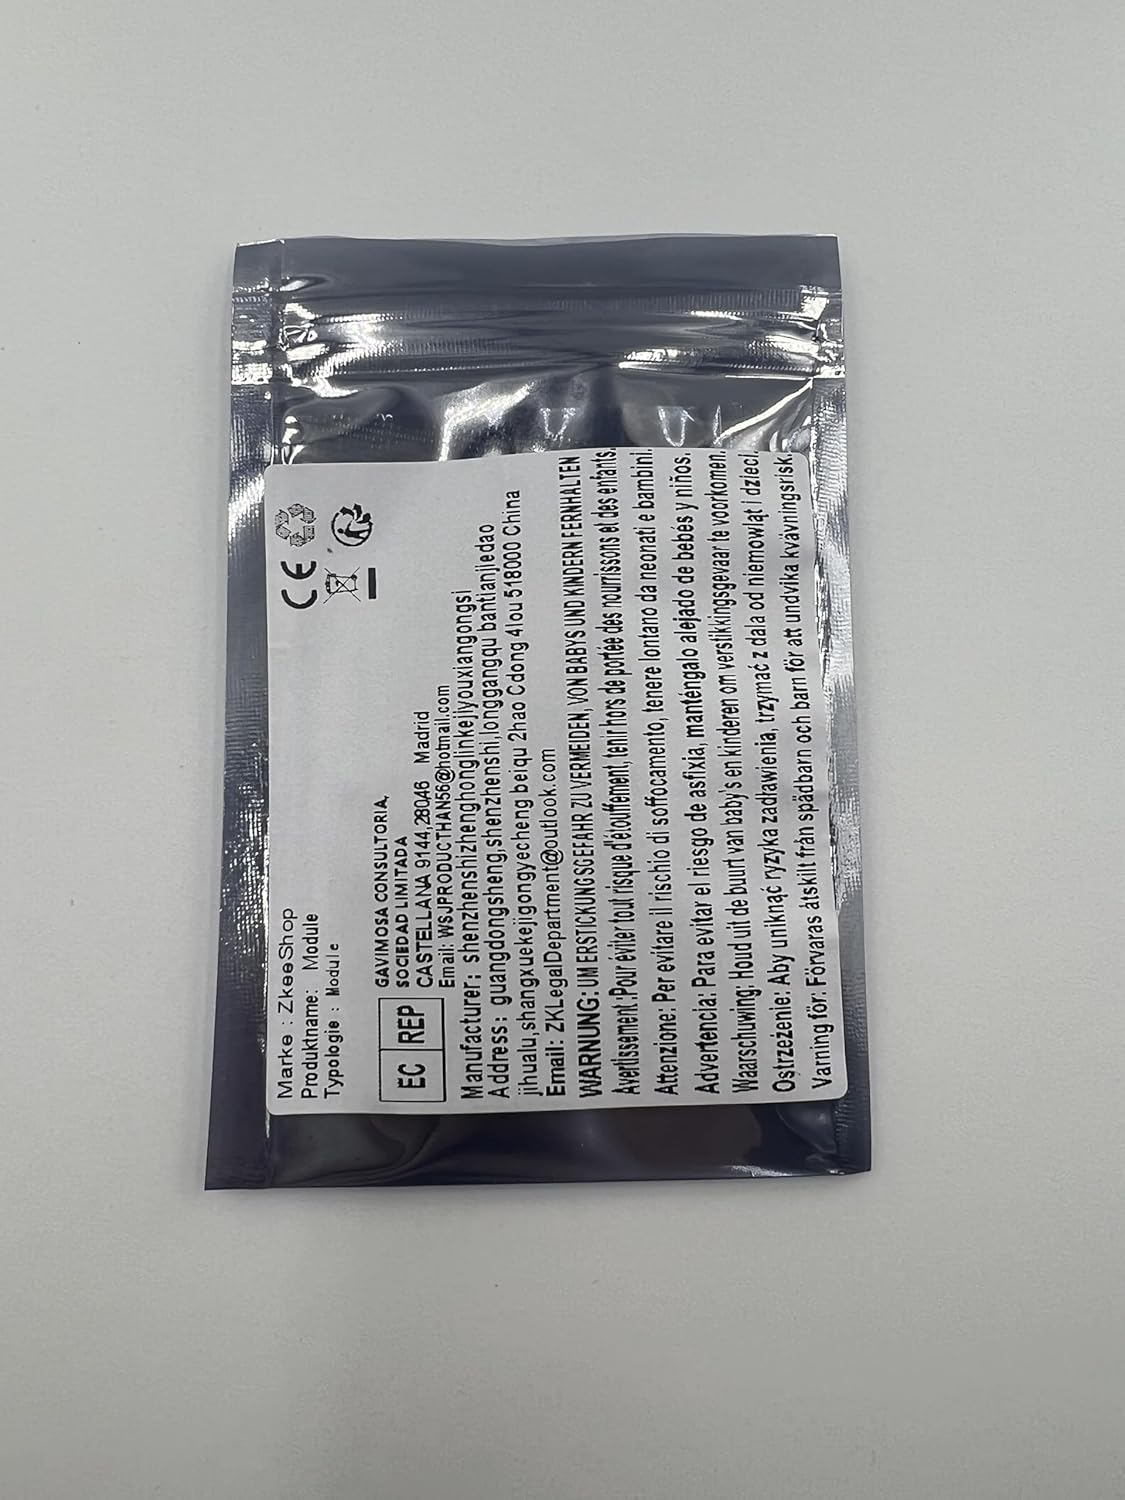 Marke : ZkeeShop
Produktname: Module
Typologie : Module
CE
EC REP
GAVIMOSA CONSULTORIA,
SOCIEDAD LIMITADA
CASTELLANA 9144,28046 Madrid
Email: WSJPRODUCTHAN56@hotmail.com
Manufacturer: shenzhenshizhenghonglinkejiyouxiangongsi
Address: guangdongsheng,shenzhenshi,longgangqu bantianjiedao
jihualu,shangxuekejigongyecheng beiqu 2hao Cdong 4lou 518000 China
Email: ZKLegalDepartment@outlook.com
WARNUNG: UM ERSTICKUNGSGEFAHR ZU VERMEIDEN, VON BABYS UND KINDERN FERNHALTEN
Avertissement:Pour éviter tout risque d'étouffement, tenir hors de portée des nourrissons et des enfants.
Attenzione: Per evitare il rischio di soffocamento, tenere lontano da neonati e bambini.
Advertencia: Para evitar el riesgo de asfixia, manténgalo alejado de bebés y niños.
Waarschuwing: Houd uit de buurt van baby's en kinderen om verstikkingsgevaar te voorkomen.
Ostrzeżenie: Aby uniknąć ryzyka zadławienia, trzymać z dala od niemowląt i dzieci.
Varning för: Förvaras åtskilt från spädbarn och barn för att undvika kvävningsrisk.